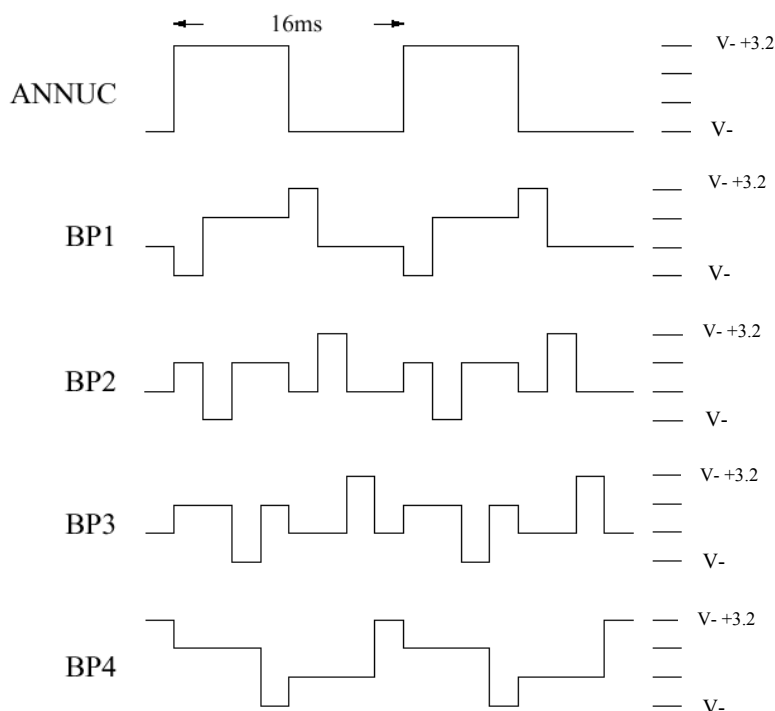 16ms
V- +3.2
ANNUC
V-
V- +3.2
BP1
V-
V- +3.2
BP2
V-
V- +3.2
BP3
V-
V- +3.2
BP4
V-